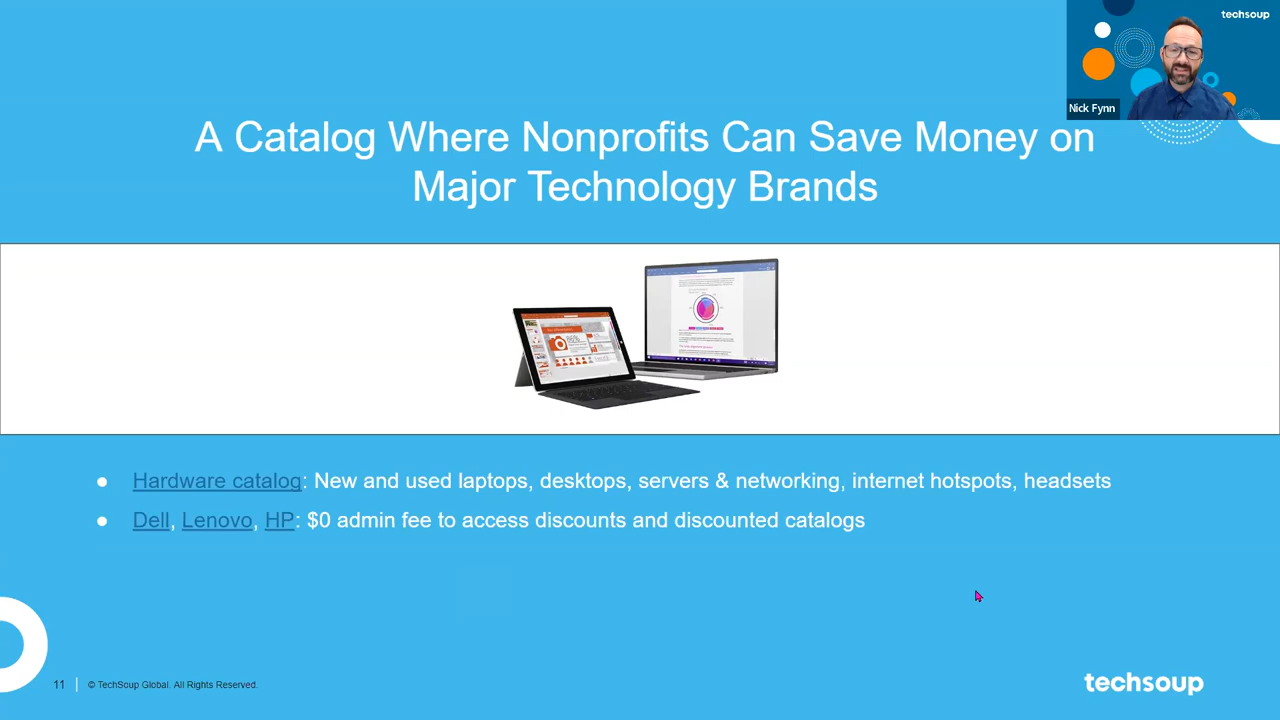 techsoup
Nick Fynn
A Catalog Where Nonprofits Can Save Money on
Major Technology Brands
● Hardware catalog: New and used laptops, desktops, servers & networking, internet hotspots, headsets
● Dell, Lenovo, HP: $0 admin fee to access discounts and discounted catalogs
11
© TechSoup Global. All Rights Reserved.
techsoup